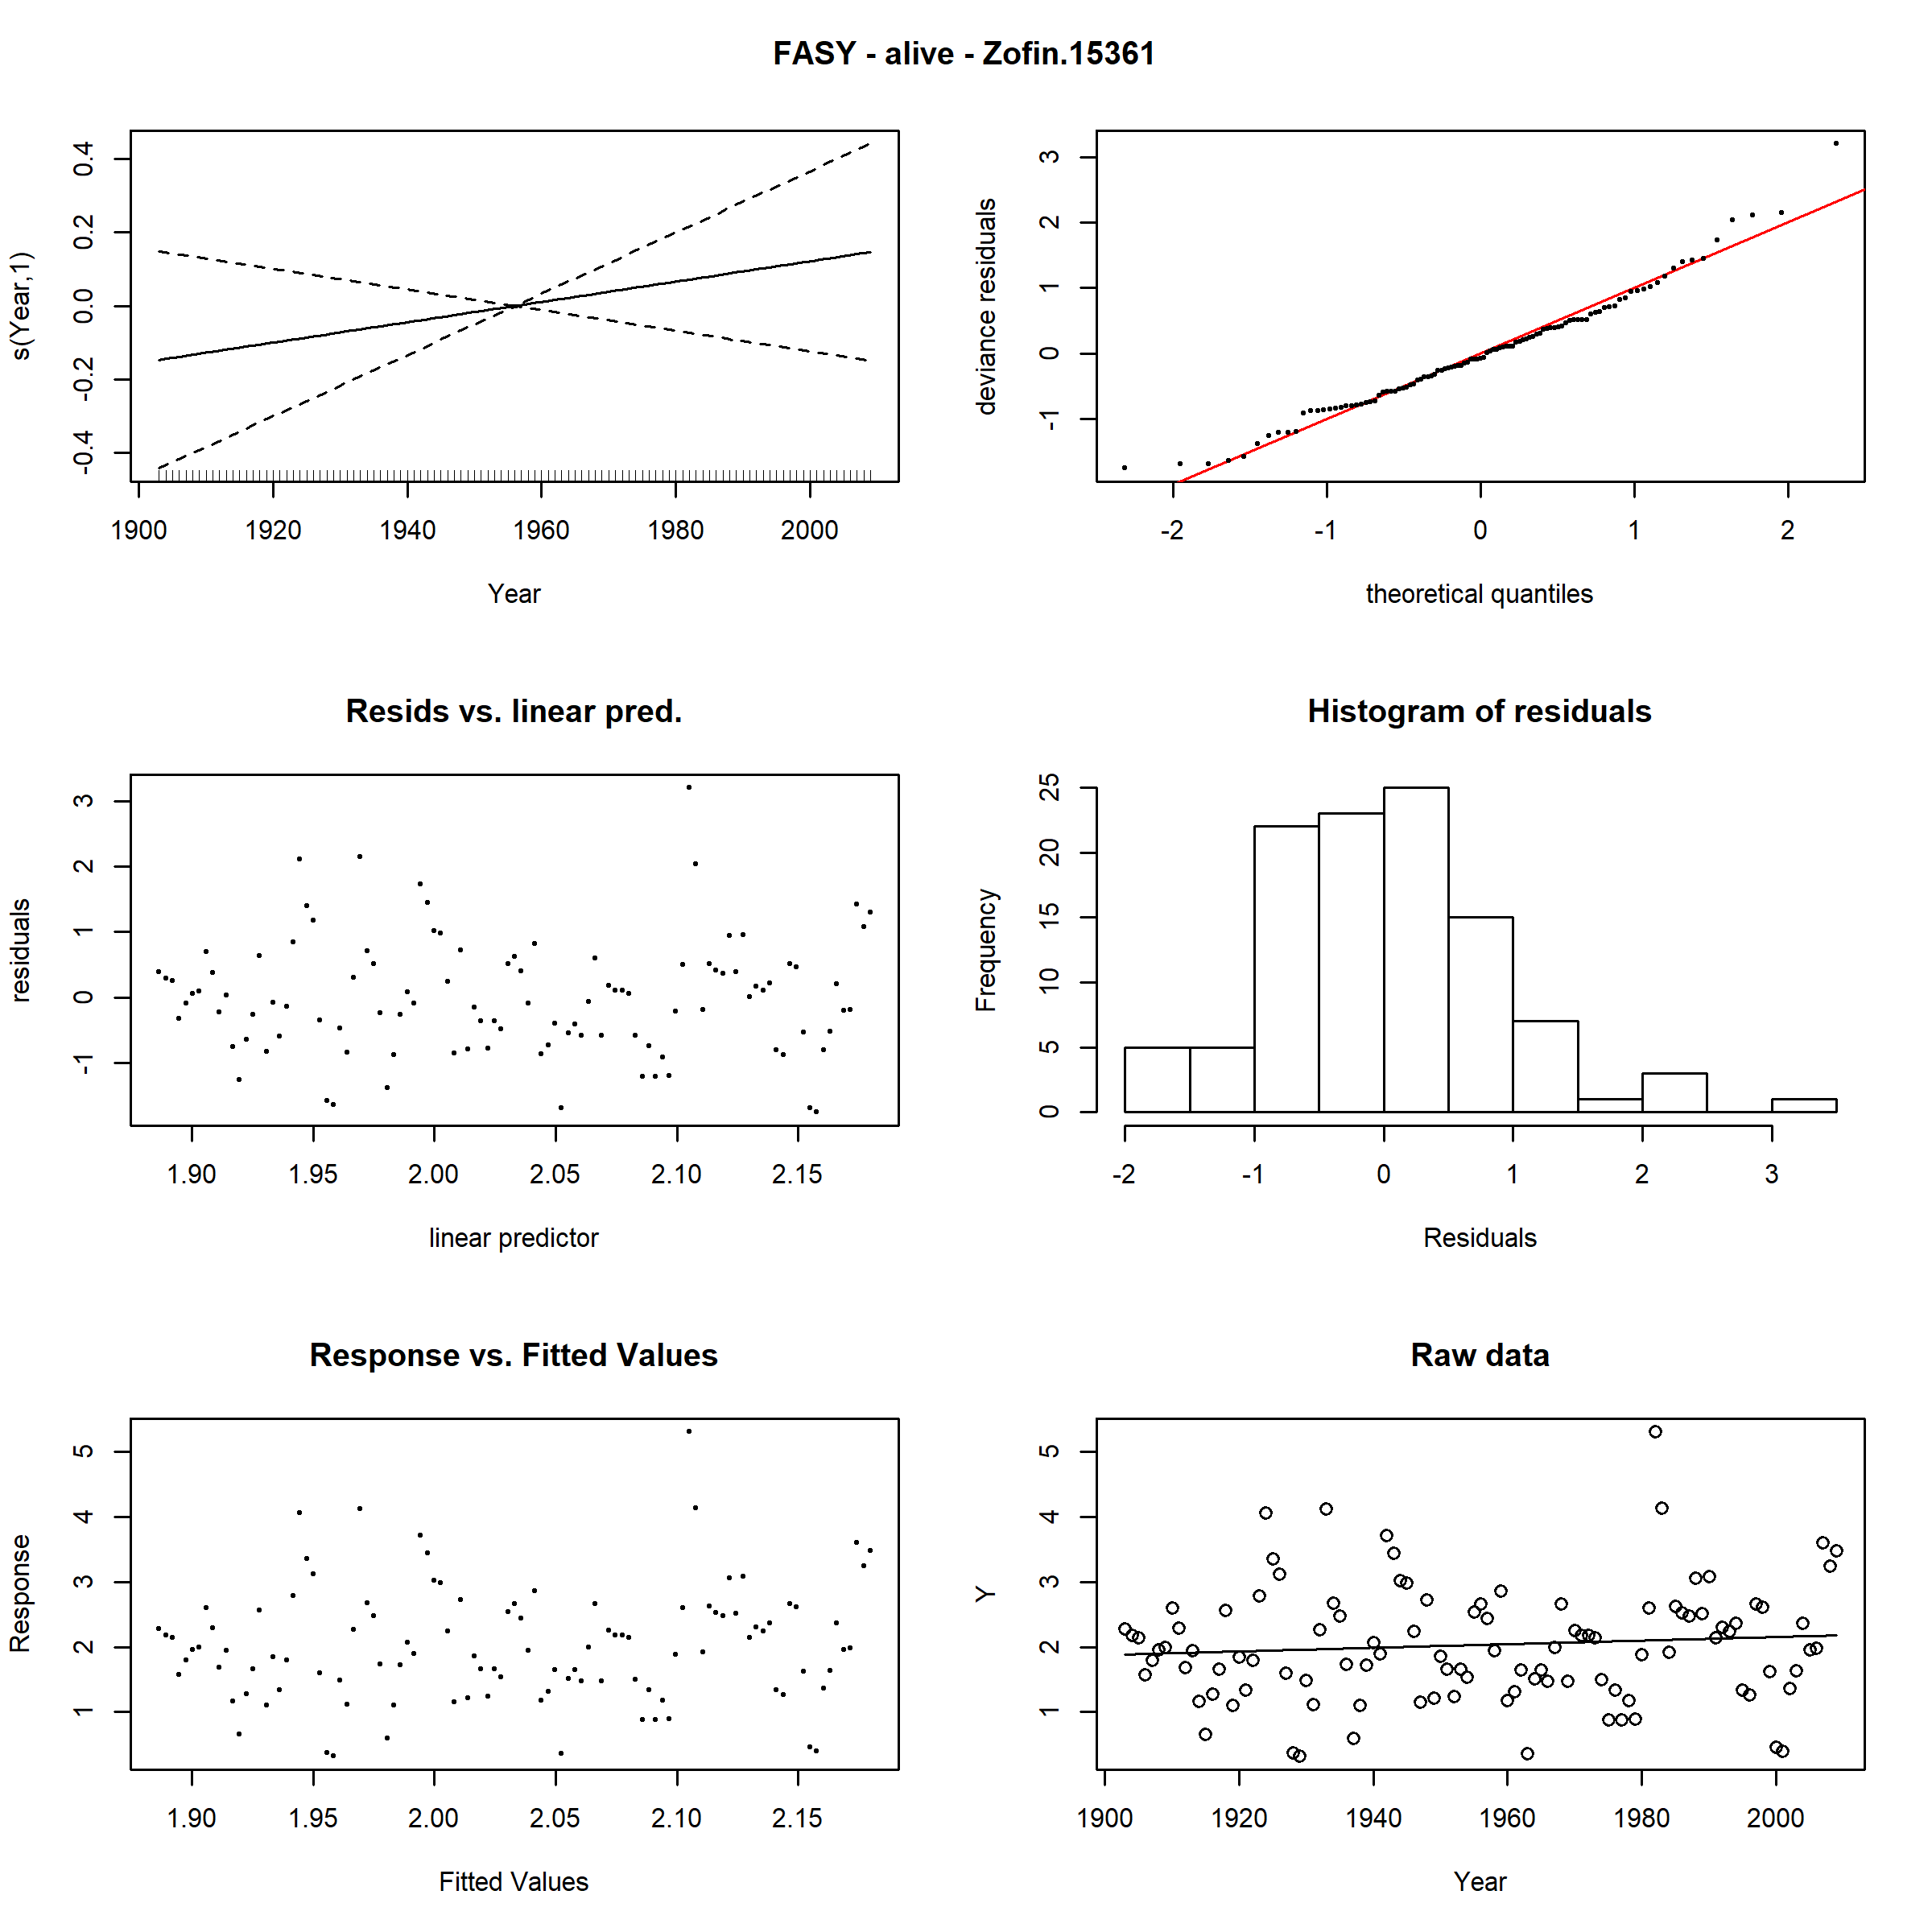 FASY - alive - Zofin.15361
s(Year,1)
0.4
0.2
0.0
-0.2
-0.4
1900 1920 1940 1960 1980 2000
Year
deviance residuals
3
2
1
0
-1
-2 -1 0 1 2
theoretical quantiles
Resids vs. linear pred.
residuals
3
2
1
0
-1
1.90 1.95 2.00 2.05 2.10 2.15
linear predictor
Histogram of residuals
Frequency
25
20
15
10
5
0
-2 -1 0 1 2 3
Residuals
Response vs. Fitted Values
Response
5
4
3
2
1
1.90 1.95 2.00 2.05 2.10 2.15
Fitted Values
Raw data
Y
5
4
3
2
1
1900 1920 1940 1960 1980 2000
Year